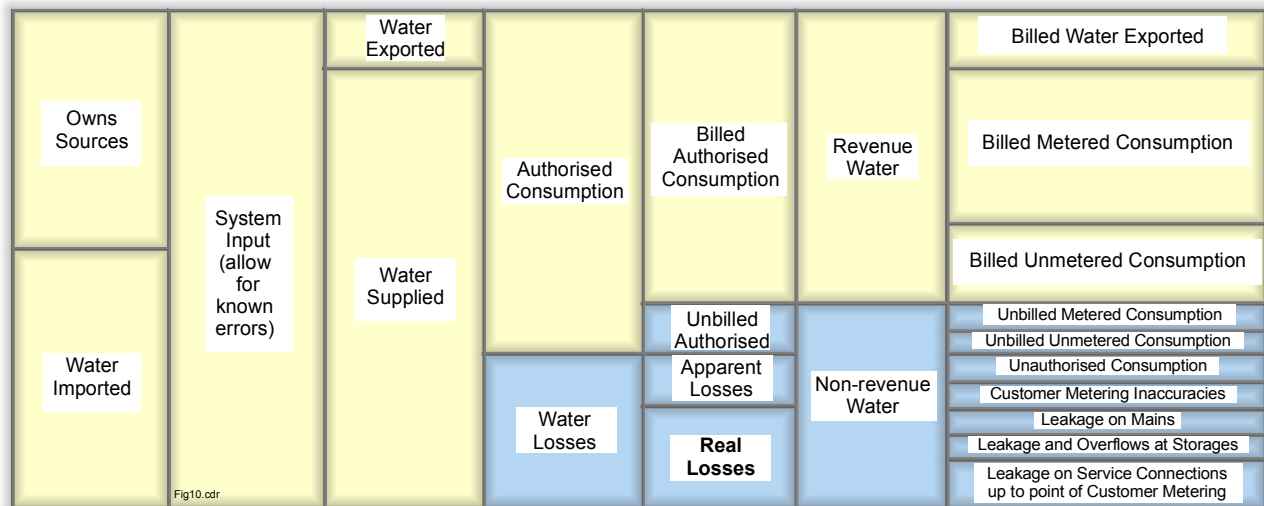 Owns
Sources
Water
Imported
System
Input
(allow
for
known
errors)
Fig10.cdr
Water
Exported
Water
Supplied
Authorised
Consumption
Water
Losses
Billed
Authorised
Consumption
Unbilled
Authorised
Apparent
Losses
Real
Losses
Revenue
Water
Non-revenue
Water
Billed Water Exported
Billed Metered Consumption
Billed Unmetered Consumption
Unbilled Metered Consumption
Unbilled Unmetered Consumption
Unauthorised Consumption
Customer Metering Inaccuracies
Leakage on Mains
Leakage and Overflows at Storages
Leakage on Service Connections
up to point of Customer Metering